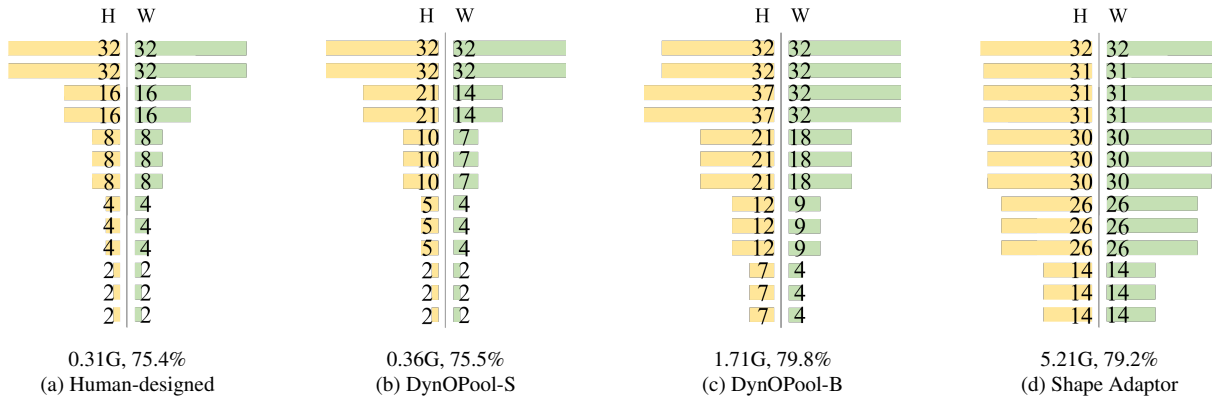 H W H W H W H W
32 32 32 32 32 32 32 32
32 32 32 32 32 32 31 31
16 16 21 14 37 32 31 31
16 16 21 14 37 32 31 31
8 8 10 7 21 18 30 30
8 8 10 7 21 18 30 30
8 8 10 7 21 18 30 30
4 4 5 4 12 9 26 26
4 4 5 4 12 9 26 26
4 4 5 4 12 9 26 26
2 2 2 2 7 4 14 14
2 2 2 2 7 4 14 14
2 2 2 2 7 4 14 14
0.31G, 75.4% 0.36G, 75.5% 1.71G, 79.8% 5.21G, 79.2%
(a) Human-designed (b) DynOPool-S (c) DynOPool-B (d) Shape Adaptor